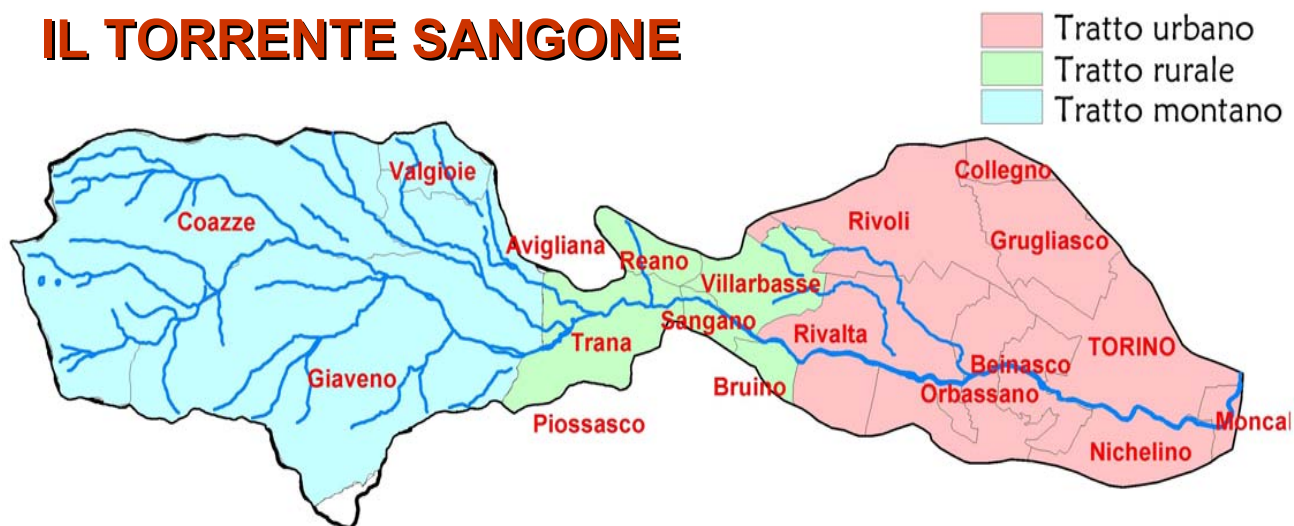 IL TORRENTE SANGONE
Tratto urbano
Tratto rurale
Tratto montano
Valgioie
Collegno
Coazze
Rivoli
Avigliana
Grugliasco
Reano
Villarbasse
Sangano
Trana
Rivalta
TORINO
Beinasco
Giaveno
Bruino
Orbassano
Piossasco
Moncal
Nichelino